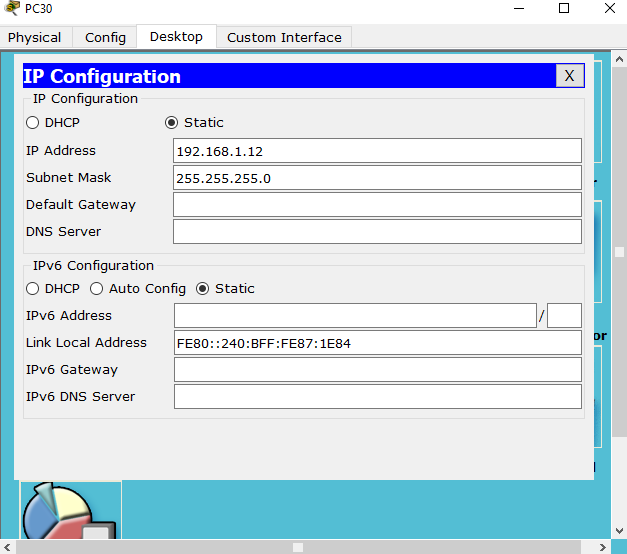 PC30
Physical Config Desktop Custom Interface
IP Configuration X
IP Configuration
DHCP Static
IP Address 192.168.1.12
Subnet Mask 255.255.255.0
Default Gateway
DNS Server
IPv6 Configuration
DHCP Auto Config Static
IPv6 Address /
Link Local Address FE80::240:BFF:FE87:1E84
IPv6 Gateway
IPv6 DNS Server
or